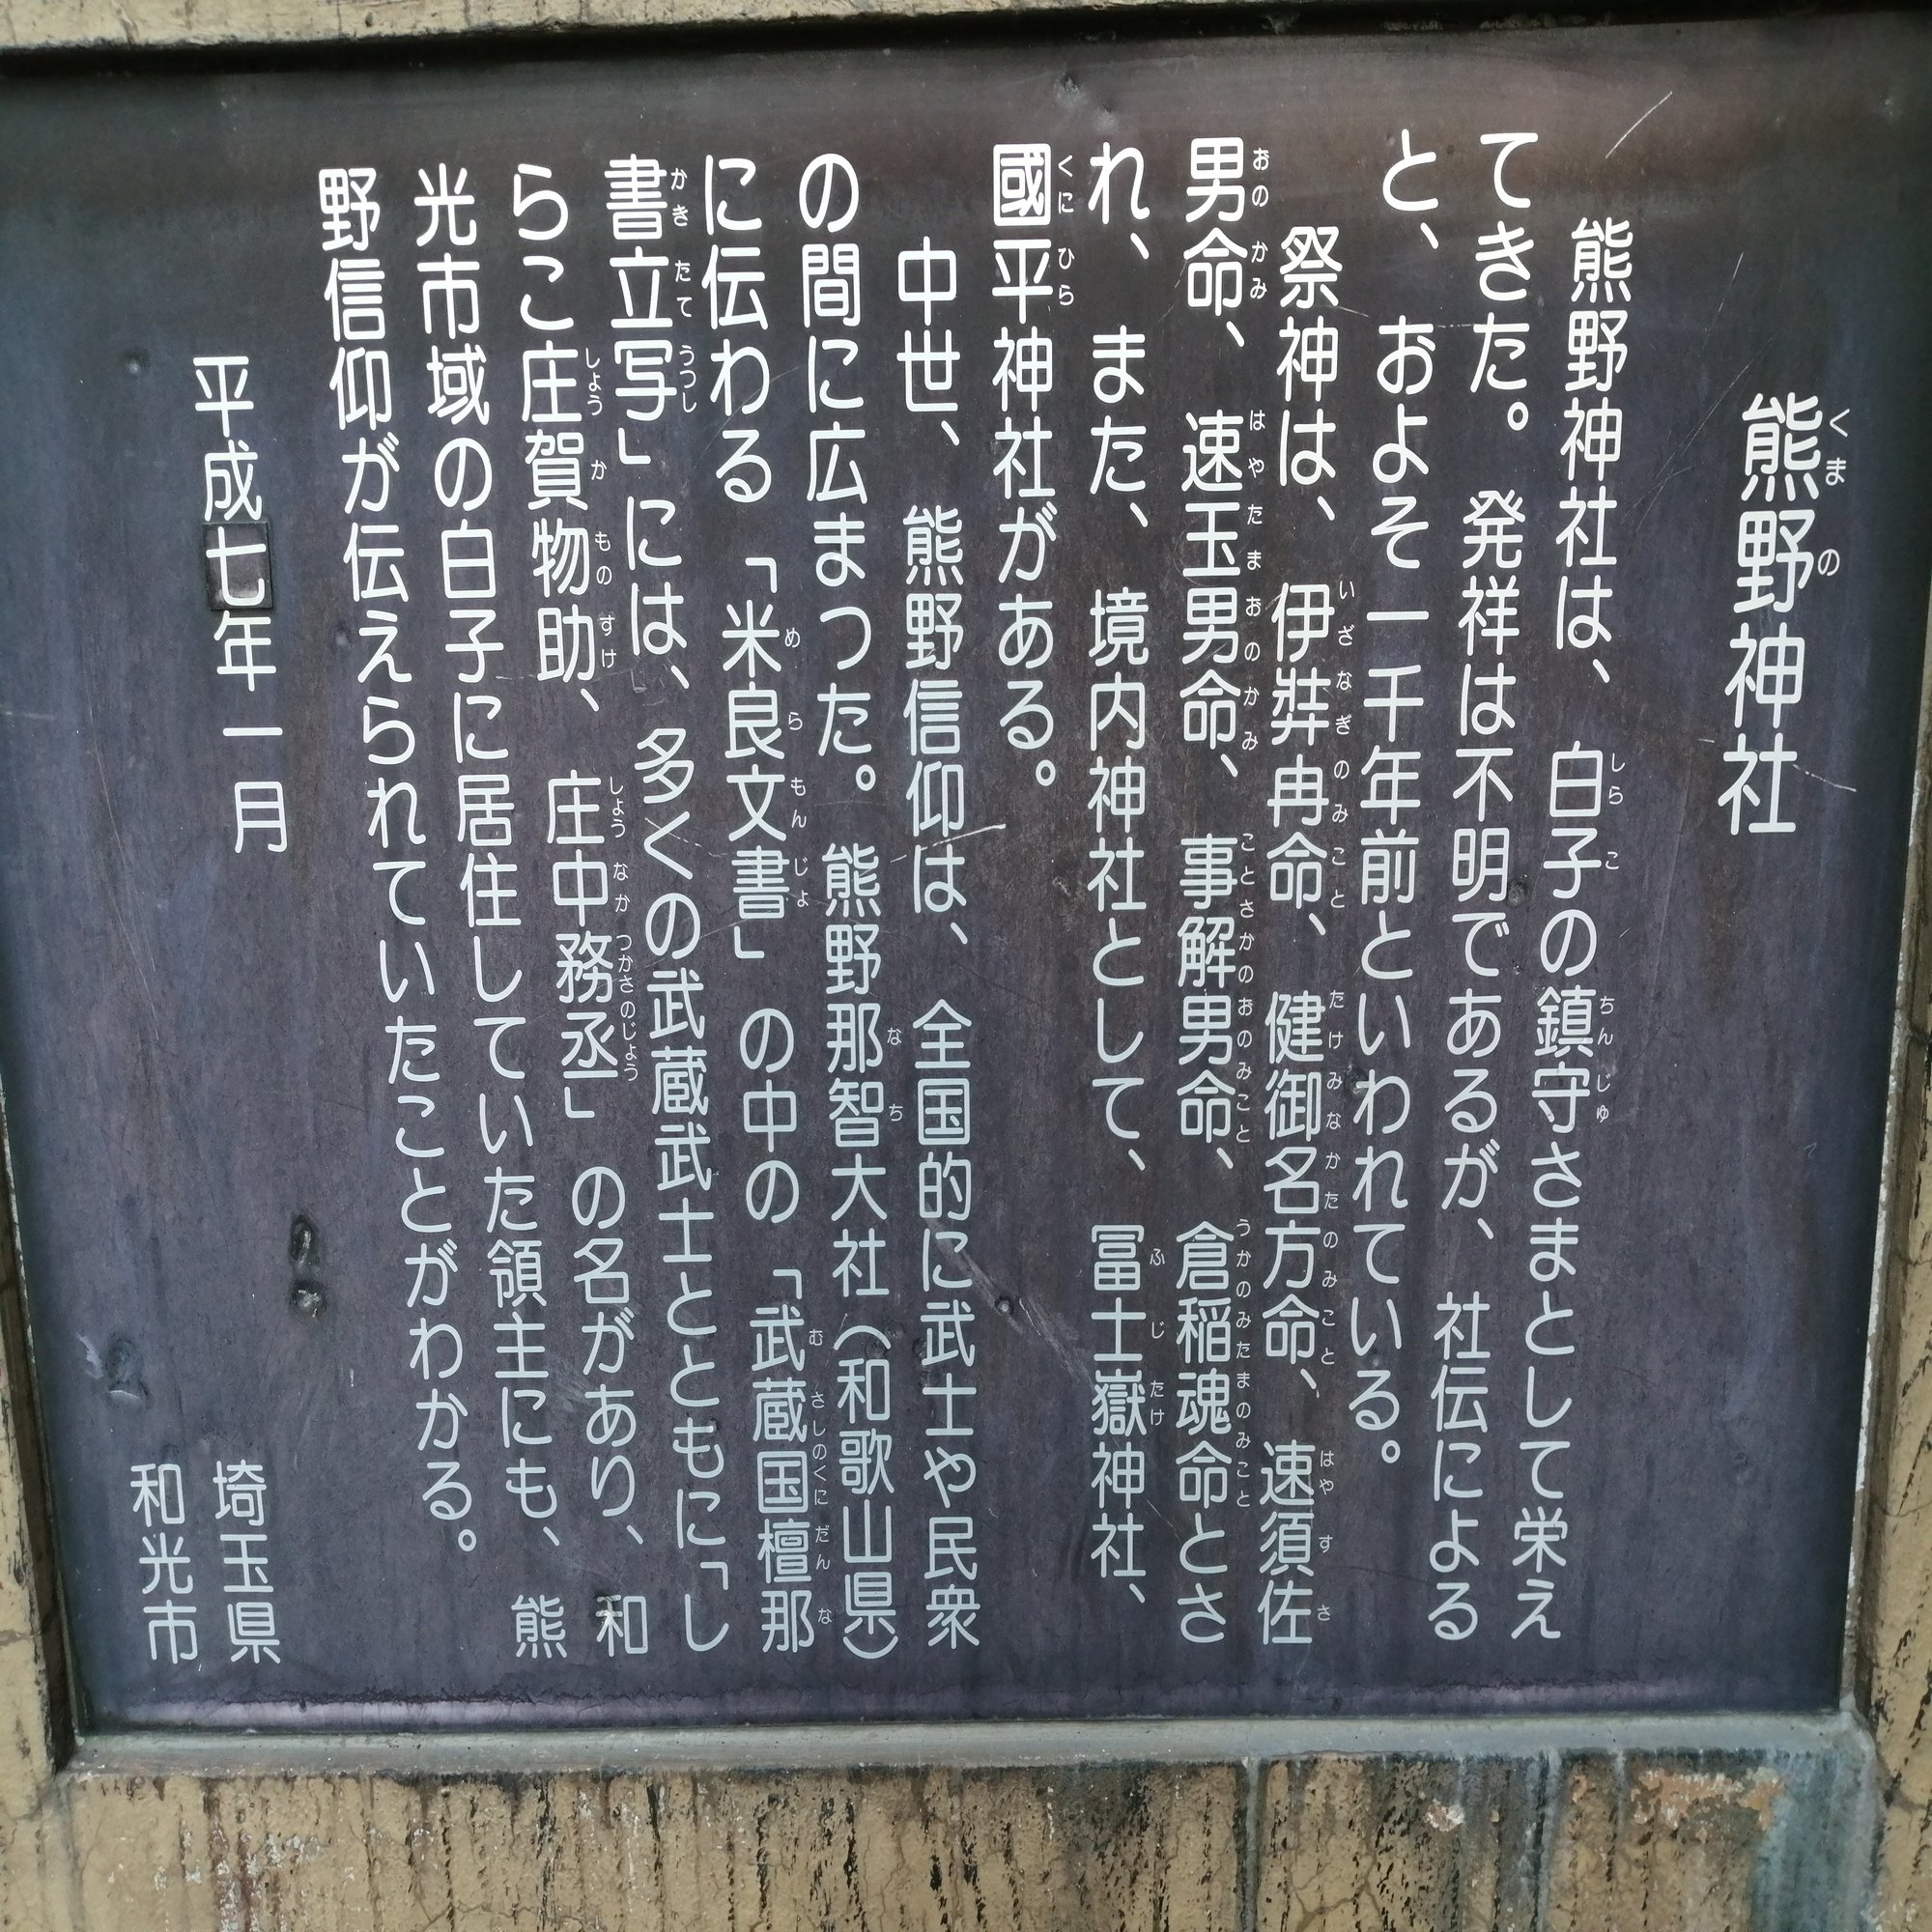 熊野神社
熊野神社は、白子の鎮守さまとして栄え
てきた。発祥は不明であるが、社伝による
と、およそ一千年前といわれている。
祭神は、伊弉冉命、健御名方命、速須佐
男命、速玉男命、事解男命、倉稲魂命とさ
れ、また、境内神社として、冨士嶽神社、
國平神社がある。
中世、熊野信仰は、全国的に武士や民衆
の間に広まつた。熊野那智大社(和歌山県)
に伝わる「米良文書」の中の「武蔵国檀那
書立写」には、多くの武蔵武士とともに「し
らこ庄賀物助、庄中務丞」の名があり、和
光市域の白子に居住していた領主にも、熊
野信仰が伝えられていたことがわかる。
平成七年一月
埼玉県
和光市